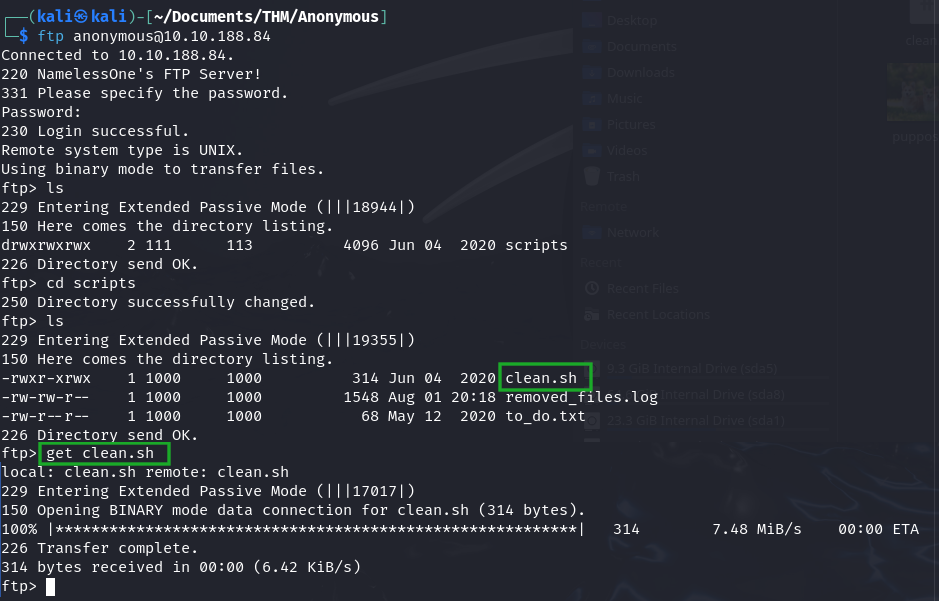 ┌──(kali㉿kali)-[~/Documents/THM/Anonymous]
└─$ ftp anonymous@10.10.188.84
Connected to 10.10.188.84.
220 NamelessOne's FTP Server!
331 Please specify the password.
Password:
230 Login successful.
Remote system type is UNIX.
Using binary mode to transfer files.
ftp> ls
229 Entering Extended Passive Mode (|||18944|)
150 Here comes the directory listing.
drwxrwxrwx    2 111      113          4096 Jun 04  2020 scripts
226 Directory send OK.
ftp> cd scripts
250 Directory successfully changed.
ftp> ls
229 Entering Extended Passive Mode (|||19355|)
150 Here comes the directory listing.
-rwxr-xrwx    1 1000     1000          314 Jun 04  2020 clean.sh
-rw-rw-r--    1 1000     1000         1548 Aug 01 20:18 removed_files.log
-rw-r--r--    1 1000     1000           68 May 12  2020 to_do.txt
226 Directory send OK.
ftp> get clean.sh
local: clean.sh remote: clean.sh
229 Entering Extended Passive Mode (|||17017|)
150 Opening BINARY mode data connection for clean.sh (314 bytes).
100% |***********************************************************|   314        7.48 MiB/s    00:00 ETA
226 Transfer complete.
314 bytes received in 00:00 (6.42 KiB/s)
ftp>
Desktop
Documents
Downloads
Music
Pictures
Videos
Trash
Remote
Network
Recent
Recent Files
Recent Locations
Devices
9.3 GiB Internal Drive (sda5)
Internal Drive (sda8)
23.3 GiB Internal Drive (sda1)
clean
puppos